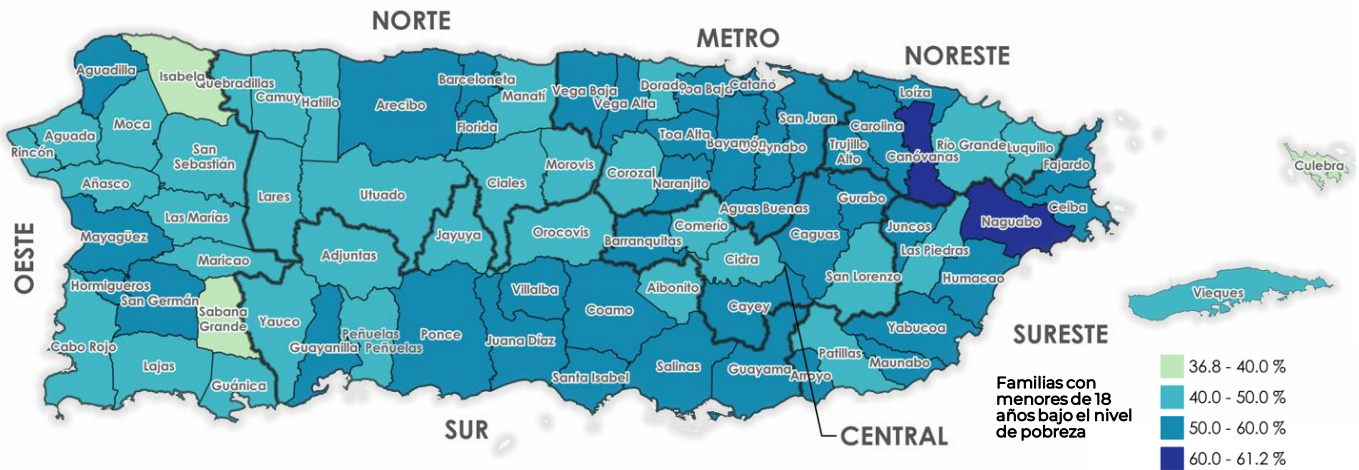 NORTE
METRO
NORESTE
Aguadilla
Isabela
Quebradillas
Camuy
Hatillo
Arecibo
Barceloneta
Florida
Manatí
Vega Baja
Vega Alta
Dorado
Toa Baja
Cataño
San Juan
Loíza
Carolina
Trujillo
Alto
Canóvanas
Río Grande
Luquillo
Fajardo
Culebra
Moca
Aguada
Rincón
San
Sebastián
Añasco
Lares
Utuado
Ciales
Morovis
Corozal
Toa Alta
Bayamón
Naranjito
Las Marías
Mayagüez
Maricao
Adjuntas
Jayuya
Orocovis
Barranquitas
Comerío
Aguas Buenas
Cidra
Caguas
Gurabo
Juncos
Las Piedras
Naguabo
Ceiba
Humacao
San Lorenzo
OESTE
Hormigueros
San Germán
Sabana
Grande
Yauco
Guayanilla
Peñuelas
Peñuelas
Ponce
Villalba
Juana Díaz
Coamo
Aibonito
Cayey
Santa Isabel
Salinas
Guayama
Arroyo
Patillas
Maunabo
Yabucoa
Vieques
Cabo Rojo
Lajas
Guánica
SUR
CENTRAL
SURESTE
Familias con
menores de 18
años bajo el nivel
de pobreza
36.8 - 40.0 %
40.0 - 50.0 %
50.0 - 60.0 %
60.0 - 61.2 %